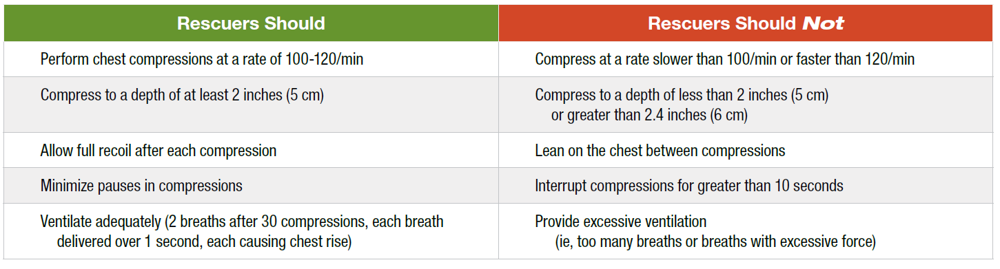 Rescuers Should
Rescuers Should Not
Perform chest compressions at a rate of 100-120/min
Compress at a rate slower than 100/min or faster than 120/min
Compress to a depth of at least 2 inches (5 cm)
Compress to a depth of less than 2 inches (5 cm)
or greater than 2.4 inches (6 cm)
Allow full recoil after each compression
Lean on the chest between compressions
Minimize pauses in compressions
Interrupt compressions for greater than 10 seconds
Ventilate adequately (2 breaths after 30 compressions, each breath
delivered over 1 second, each causing chest rise)
Provide excessive ventilation
(ie, too many breaths or breaths with excessive force)